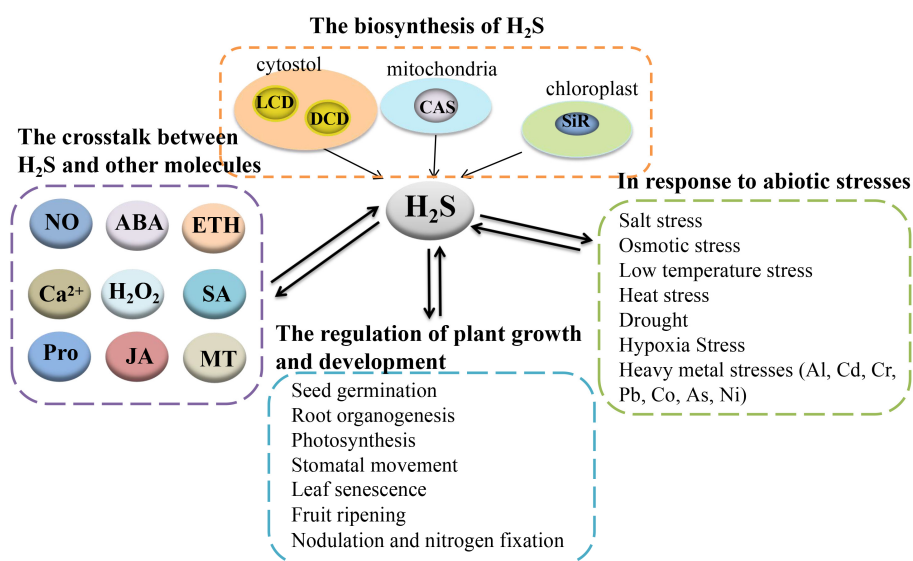 The biosynthesis of H₂S
cytostol
mitochondria
chloroplast
LCD
DCD
CAS
SiR
The crosstalk between
H₂S and other molecules
NO
ABA
ETH
Ca²⁺
H₂O₂
SA
Pro
JA
MT
H₂S
In response to abiotic stresses
Salt stress
Osmotic stress
Low temperature stress
Heat stress
Drought
Hypoxia Stress
Heavy metal stresses (Al, Cd, Cr,
Pb, Co, As, Ni)
The regulation of plant growth
and development
Seed germination
Root organogenesis
Photosynthesis
Stomatal movement
Leaf senescence
Fruit ripening
Nodulation and nitrogen fixation